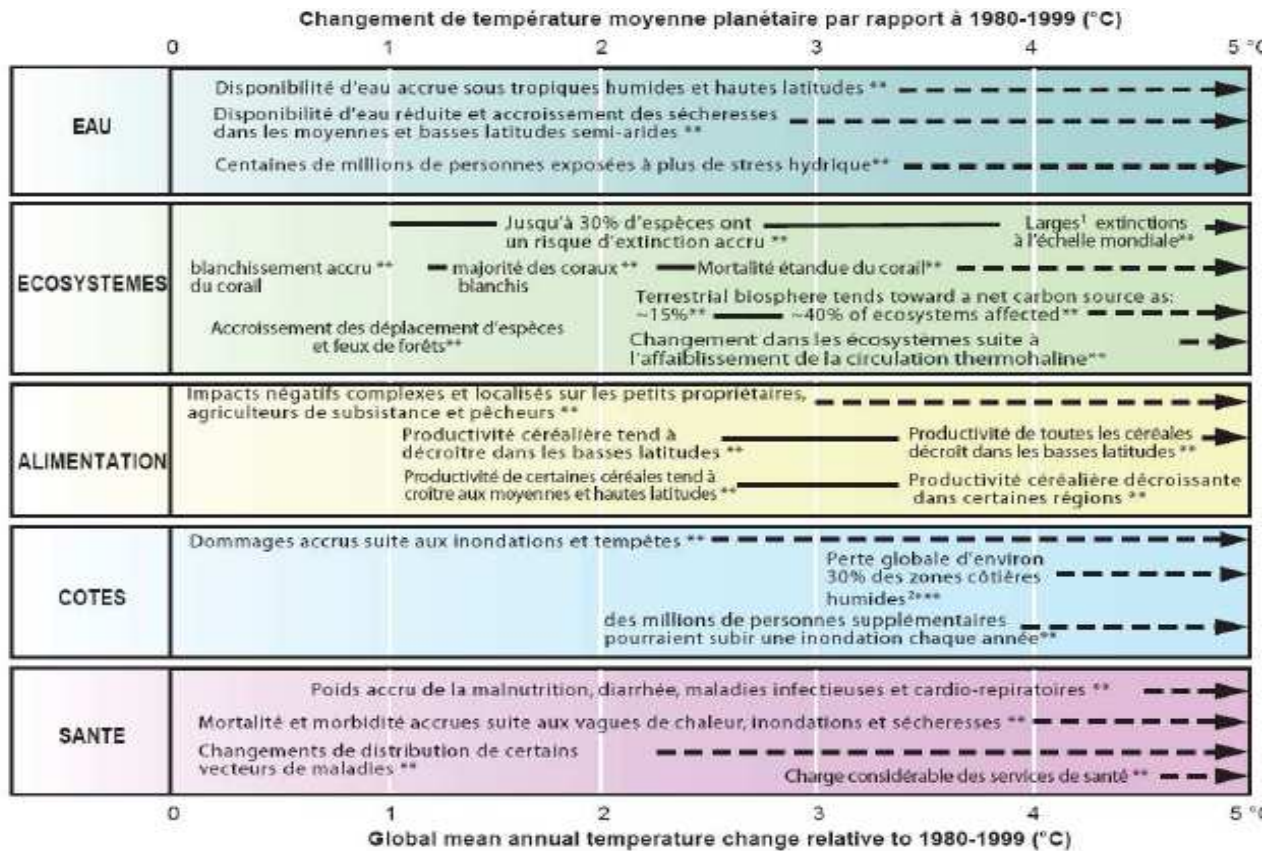 Changement de température moyenne planétaire par rapport à 1980-1999 (°C)
0 1 2 3 4 5 °C
EAU
Disponibilité d'eau accrue sous tropiques humides et hautes latitudes **
Disponibilité d'eau réduite et accroissement des sécheresses
dans les moyennes et basses latitudes semi-arides **
Centaines de millions de personnes exposées à plus de stress hydrique**
ECOSYSTEMES
Jusqu'à 30% d'espèces ont
un risque d'extinction accru **
Larges¹ extinctions
à l'échelle mondiale**
blanchissement accru **
du corail
majorité des coraux **
blanchis
Mortalité étandue du corail**
Terrestrial biosphere tends toward a net carbon source as:
~15%** ~40% of ecosystems affected**
Accroissement des déplacement d'espèces
et feux de forêts**
Changement dans les écosystèmes suite à
l'affaiblissement de la circulation thermohaline**
ALIMENTATION
Impacts négatifs complexes et localisés sur les petits propriétaires,
agriculteurs de subsistance et pêcheurs **
Productivité céréalière tend à
décroître dans les basses latitudes **
Productivité de toutes les céréales
décroît dans les basses latitudes **
Productivité de certaines céréales tend à
croître aux moyennes et hautes latitudes **
Productivité céréalière décroissante
dans certaines régions **
COTES
Dommages accrus suite aux inondations et tempêtes **
Perte globale d'environ
30% des zones côtières
humides²***
des millions de personnes supplémentaires
pourraient subir une inondation chaque année**
SANTE
Poids accru de la malnutrition, diarrhée, maladies infectieuses et cardio-repiratoires **
Mortalité et morbidité accrues suite aux vagues de chaleur, inondations et sécheresses **
Changements de distribution de certains
vecteurs de maladies **
Charge considérable des services de santé **
0 1 2 3 4 5 °C
Global mean annual temperature change relative to 1980-1999 (°C)